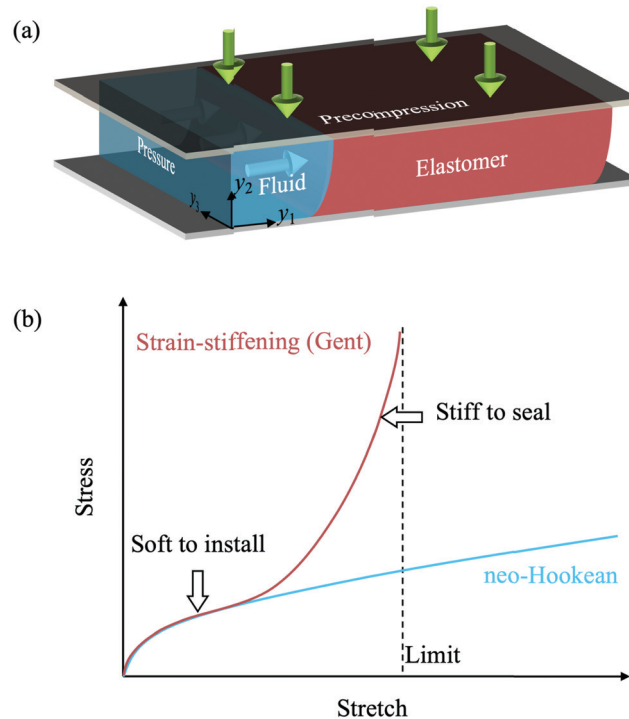 (a)
Precompression
Pressure
Fluid
Elastomer
y2
y3
y1
(b)
Strain-stiffening (Gent)
Stiff to seal
Soft to install
neo-Hookean
Limit
Stress
Stretch